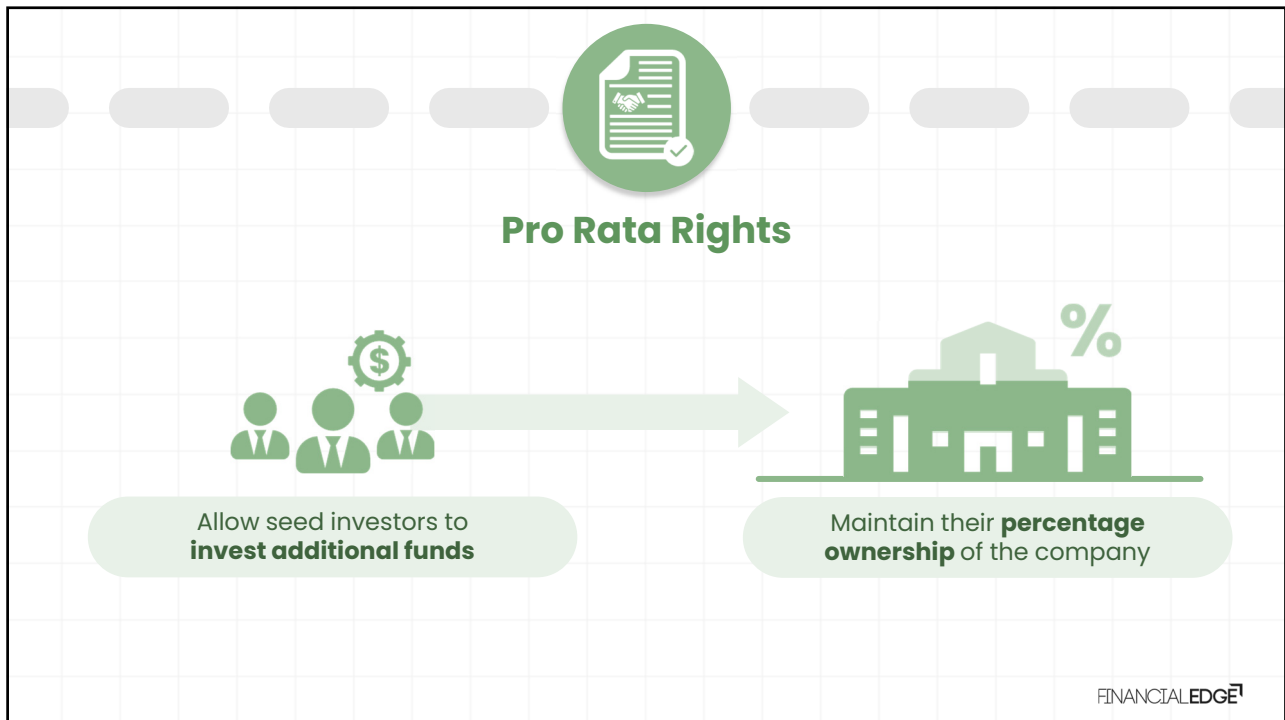 Pro Rata Rights
$
%
Allow seed investors to
invest additional funds
Maintain their percentage
ownership of the company
FINANCIALEDGE